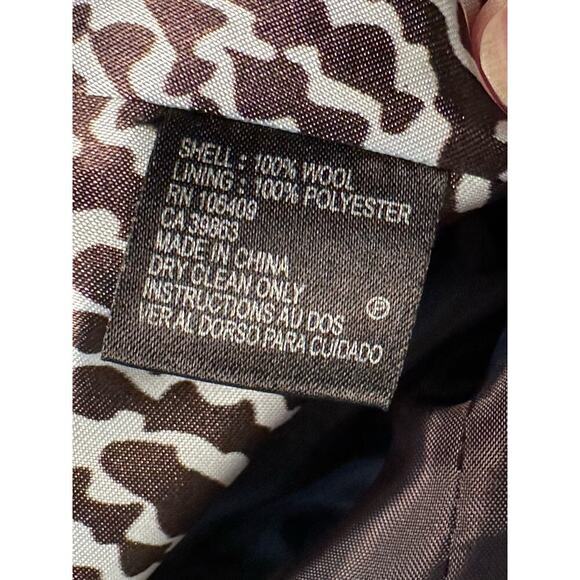 SHELL : 100% WOOL
LINING : 100% POLYESTER
RN 106409
CA 39863
MADE IN CHINA
DRY CLEAN ONLY
INSTRUCTIONS AU DOS
VER AL DORSO PARA CUIDADO
P